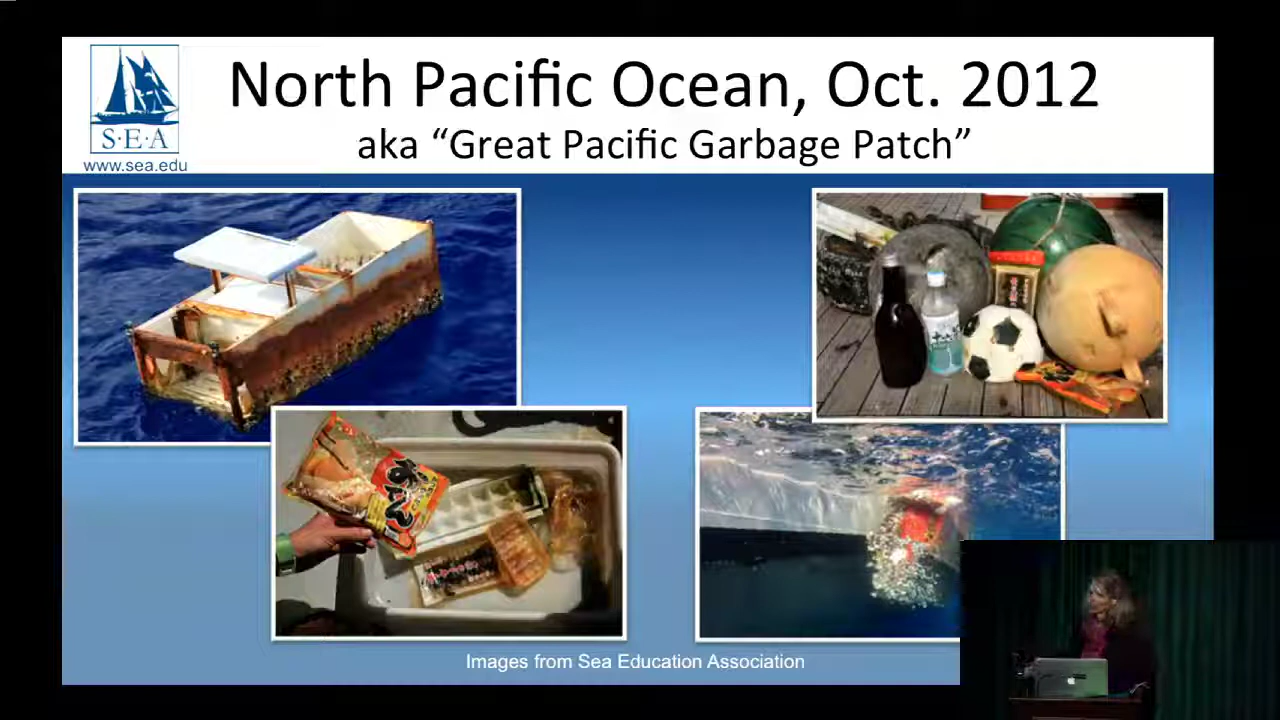 North Pacific Ocean, Oct. 2012
aka “Great Pacific Garbage Patch”
S·E·A
www.sea.edu
Images from Sea Education Association